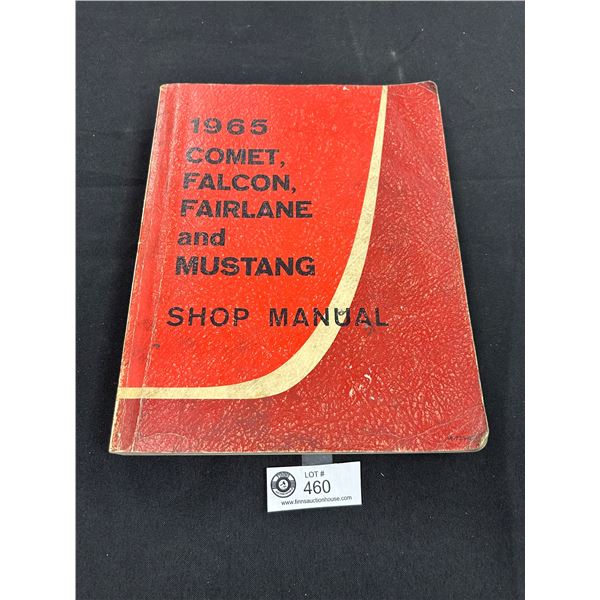 1965
COMET,
FALCON,
FAIRLANE
and
MUSTANG
SHOP MANUAL
LOT #
460
www.finnsauctionhouse.com